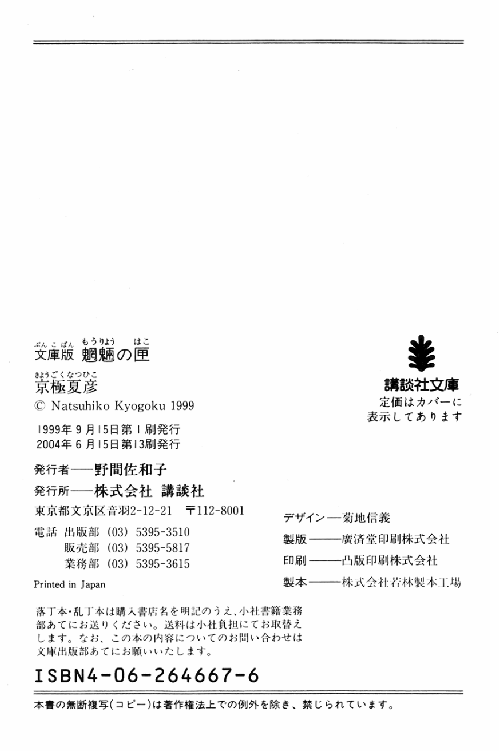 ぶんこばん もうりょう はこ
文庫版 魍魎の匣
きょうごくなつひこ
京極夏彦
© Natsuhiko Kyogoku 1999
1999年9月15日第1刷発行
2004年6月15日第13刷発行
発行者──野間佐和子
発行所──株式会社 講談社
東京都文京区音羽2-12-21 〒112-8001
電話 出版部 (03) 5395-3510
販売部 (03) 5395-5817
業務部 (03) 5395-3615
Printed in Japan
講談社文庫
定価はカバーに
表示してあります
デザイン─菊地信義
製版───廣済堂印刷株式会社
印刷───凸版印刷株式会社
製本───株式会社若林製本工場
落丁本・乱丁本は購入書店名を明記のうえ、小社書籍業務
部あてにお送りください。送料は小社負担にてお取替え
します。なお、この本の内容についてのお問い合わせは
文庫出版部あてにお願いいたします。
ISBN4-06-264667-6
本書の無断複写(コピー)は著作権法上での例外を除き、禁じられています。